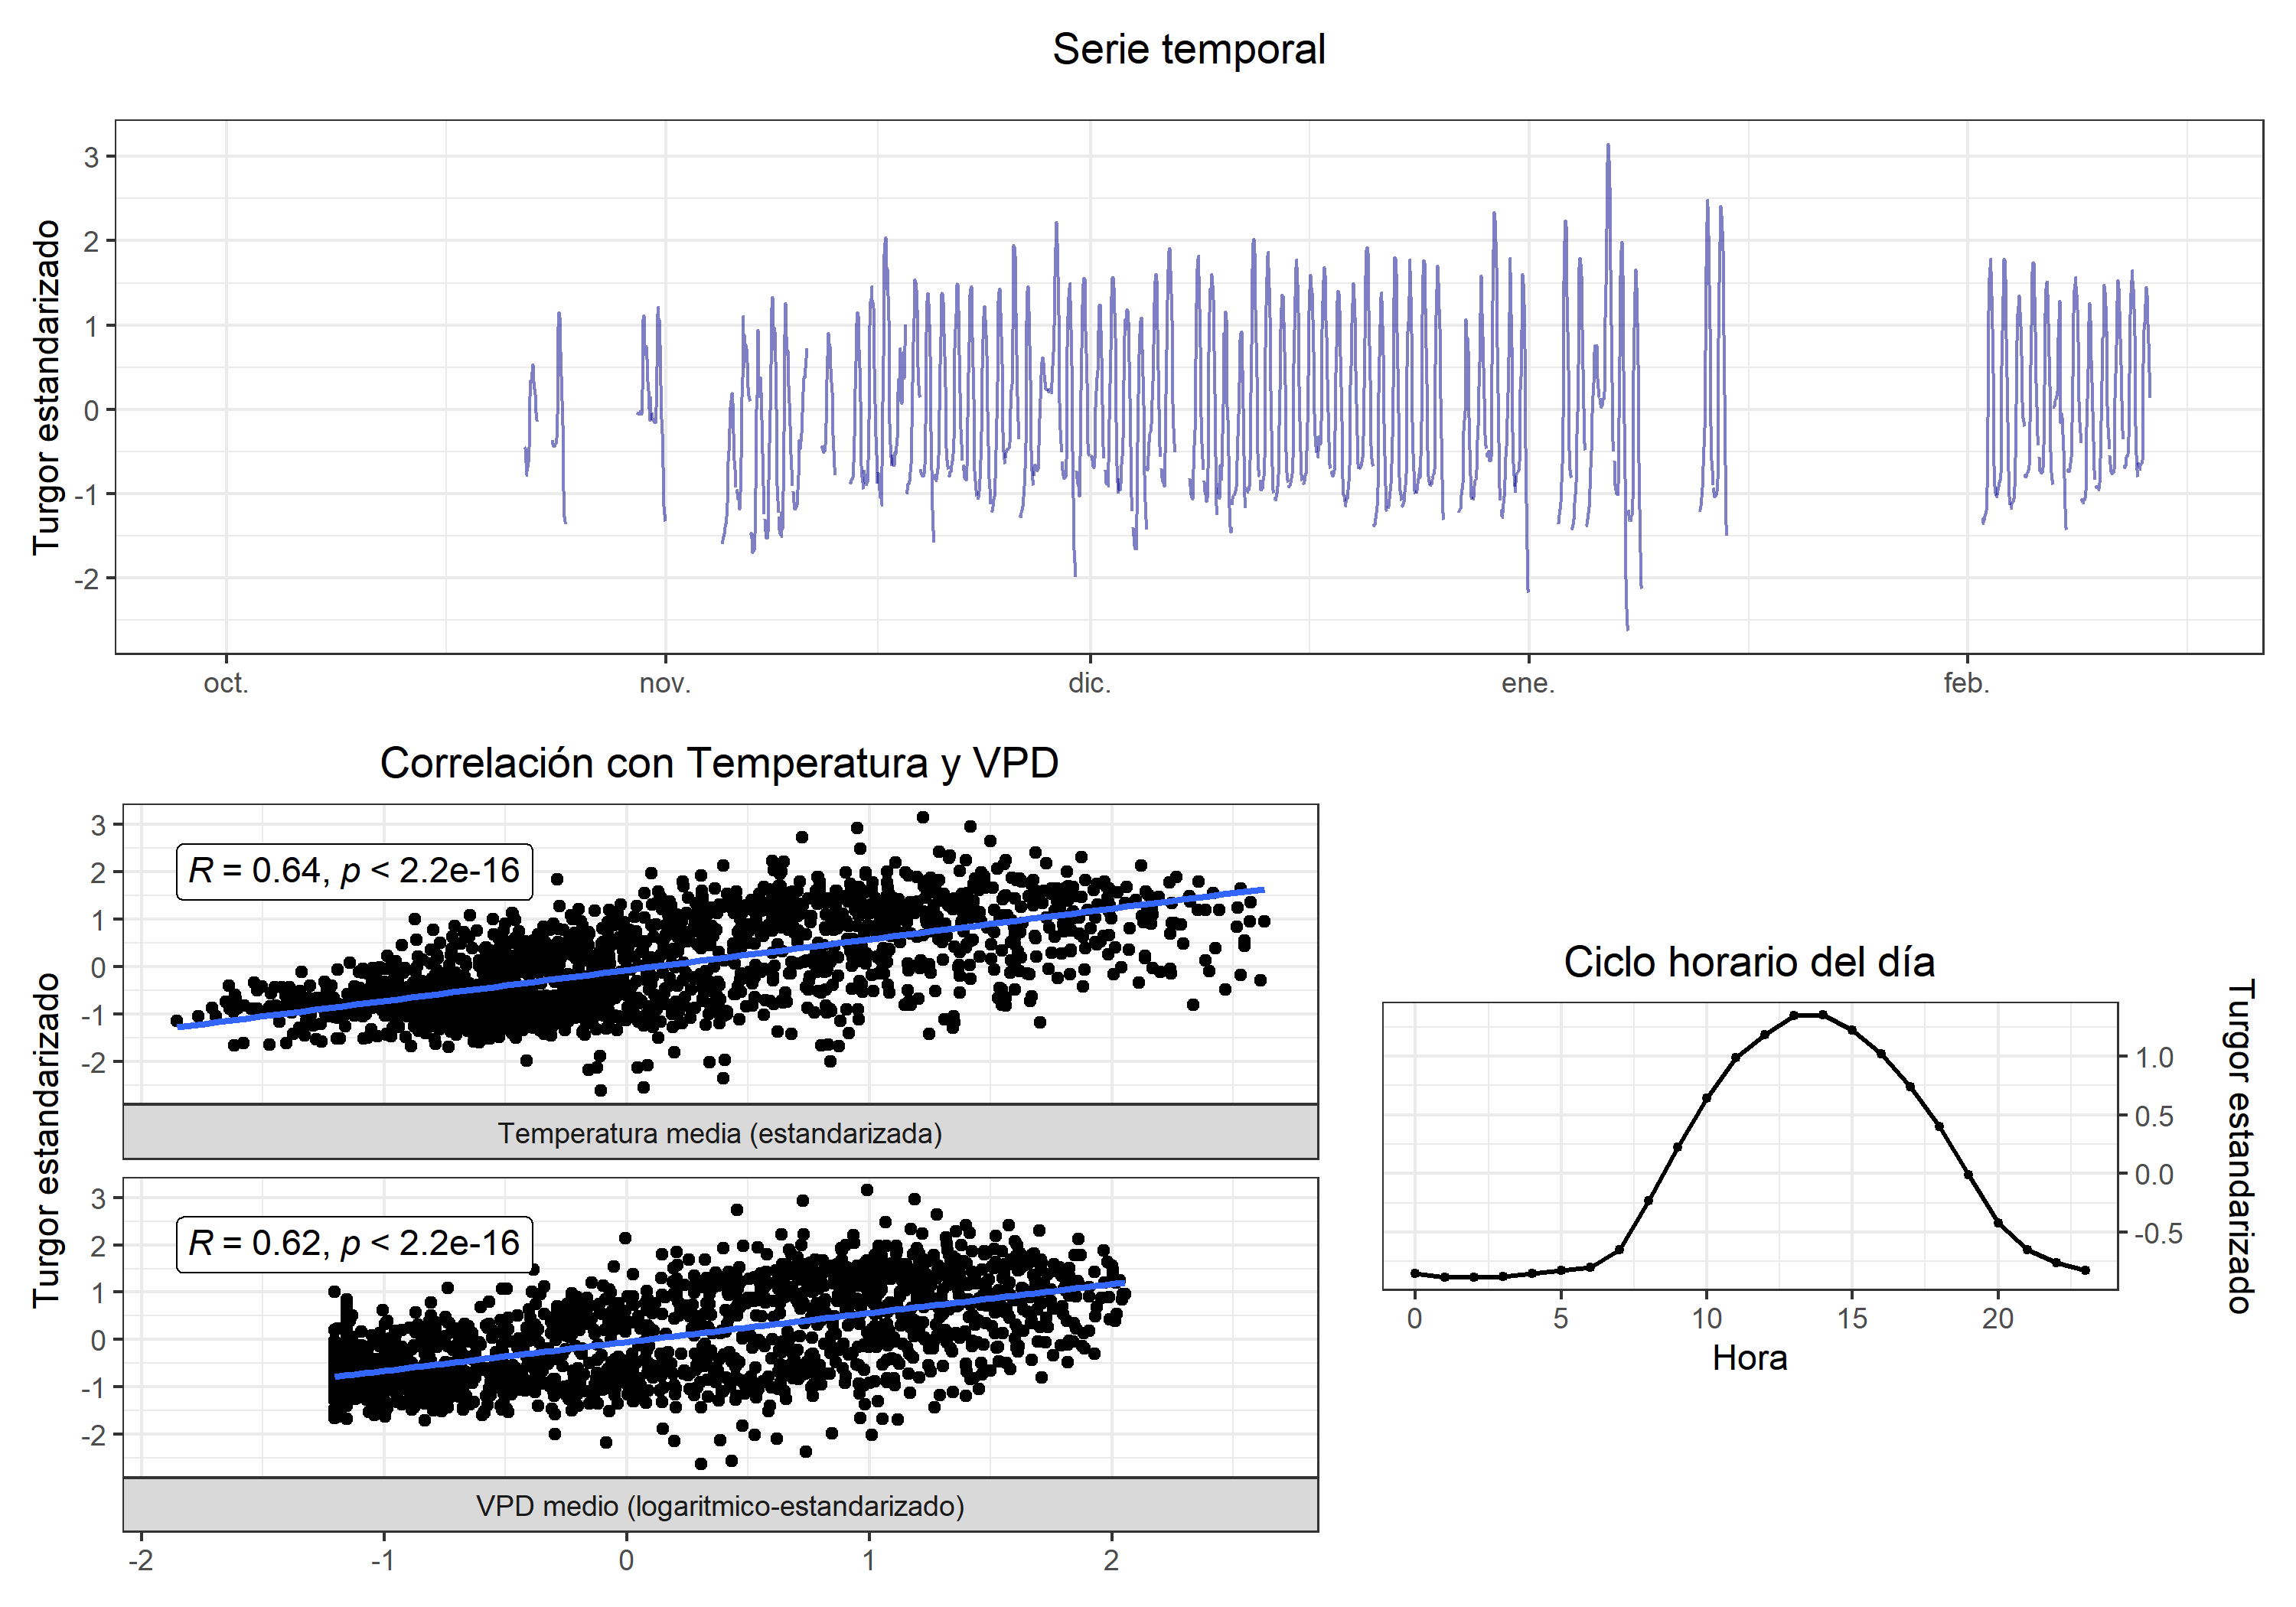 Serie temporal
Turgor estandarizado
3
2
1
0
-1
-2
oct.
nov.
dic.
ene.
feb.
Correlación con Temperatura y VPD
Turgor estandarizado
3
2
1
0
-1
-2
R = 0.64, p < 2.2e-16
Temperatura media (estandarizada)
3
2
1
0
-1
-2
R = 0.62, p < 2.2e-16
VPD medio (logaritmico-estandarizado)
-2
-1
0
1
2
Ciclo horario del día
1.0
0.5
0.0
-0.5
Turgor estandarizado
0
5
10
15
20
Hora